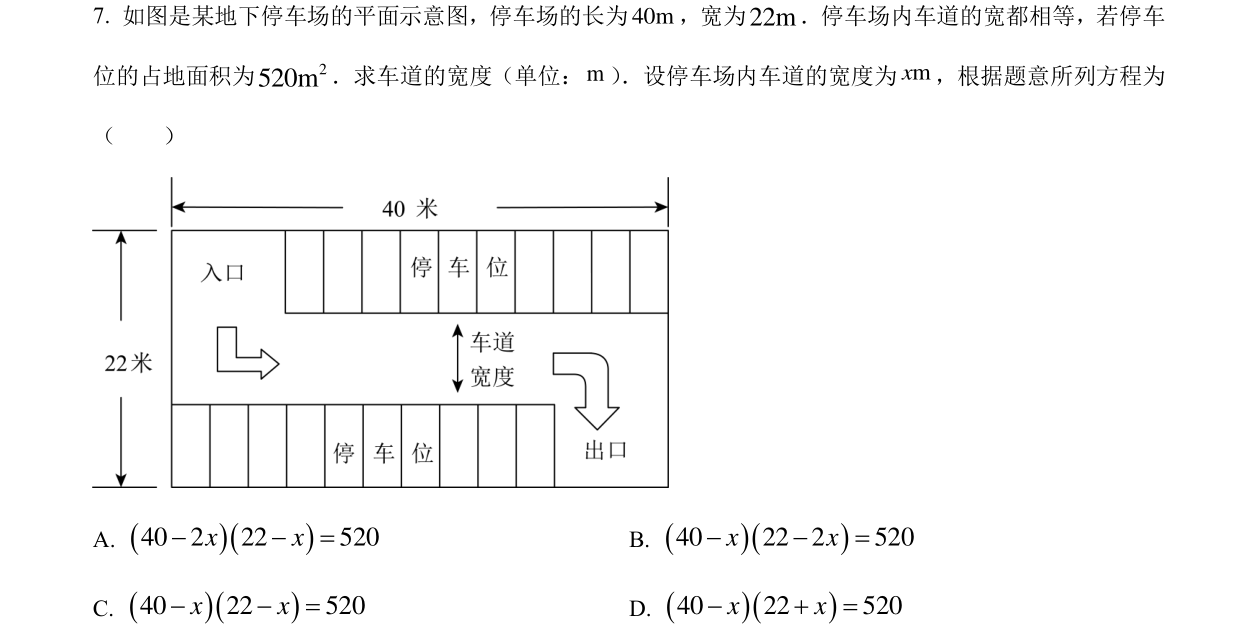 7. 如图是某地下停车场的平面示意图，停车场的长为40m，宽为22m．停车场内车道的宽都相等，若停车
位的占地面积为520m²．求车道的宽度（单位：m）．设停车场内车道的宽度为xm，根据题意所列方程为
（ ）
40 米
入口
停 车 位
车道
22米
宽度
停 车 位
出口
A. (40−2x)(22−x)=520 B. (40−x)(22−2x)=520
C. (40−x)(22−x)=520 D. (40−x)(22+x)=520